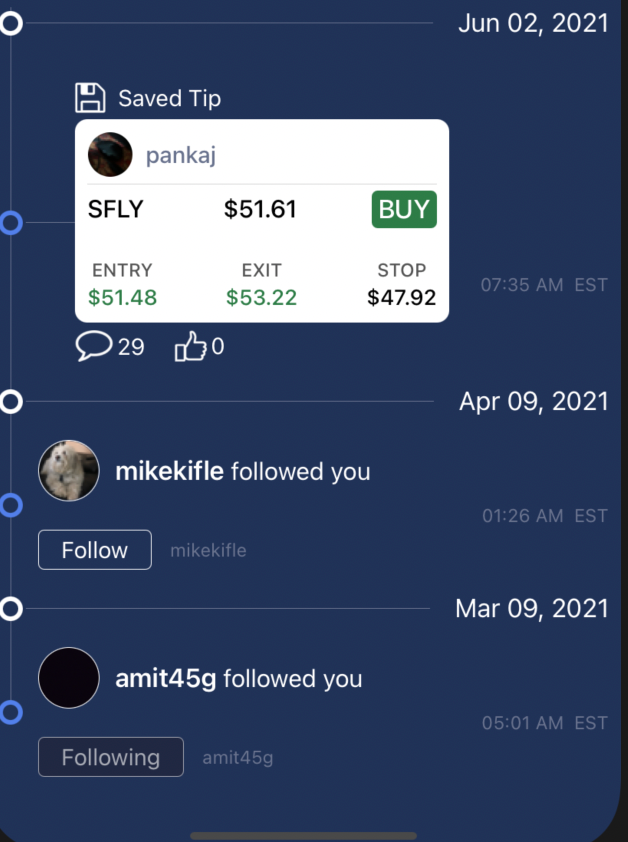 Jun 02, 2021
Saved Tip
pankaj
SFLY $51.61 BUY
ENTRY EXIT STOP
$51.48 $53.22 $47.92
07:35 AM EST
29 0
Apr 09, 2021
mikekifle followed you
01:26 AM EST
Follow mikekifle
Mar 09, 2021
amit45g followed you
05:01 AM EST
Following amit45g